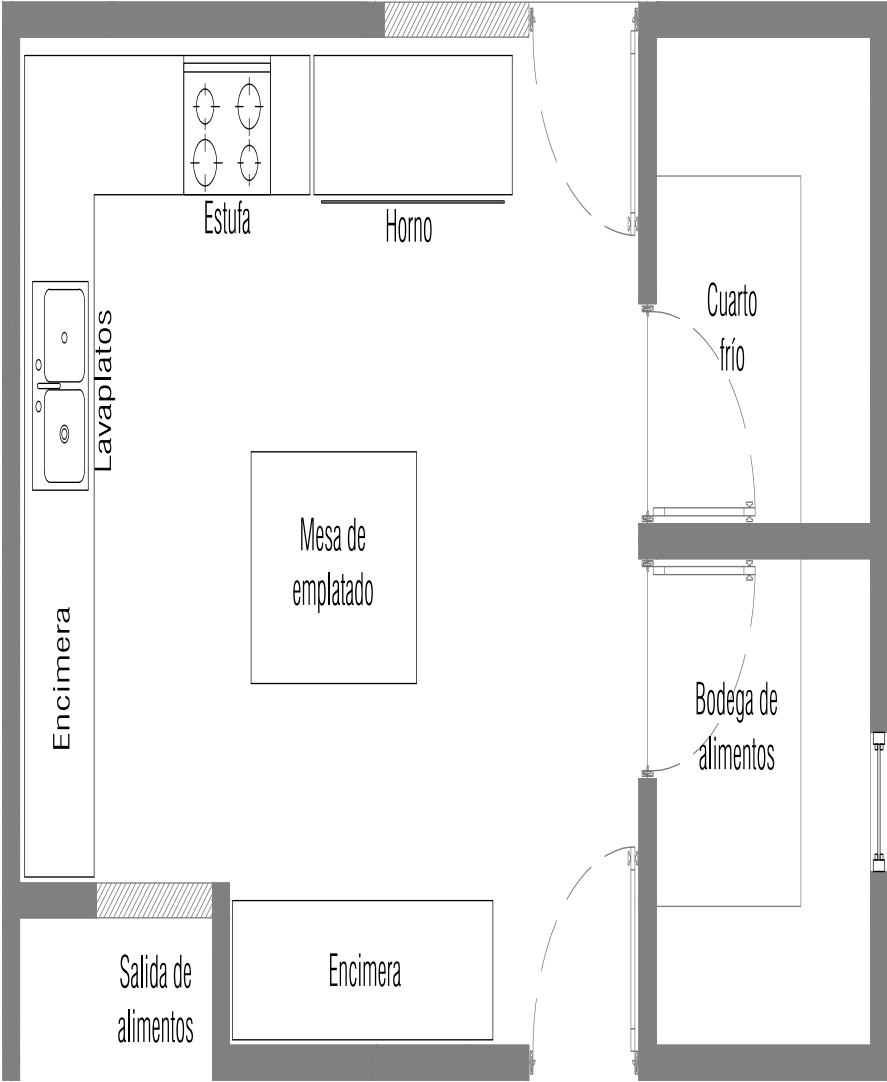 Estufa
Horno
Cuarto
frío
Lavaplatos
Mesa de
emplatado
Encimera
Bodega de
alimentos
Salida de
alimentos
Encimera